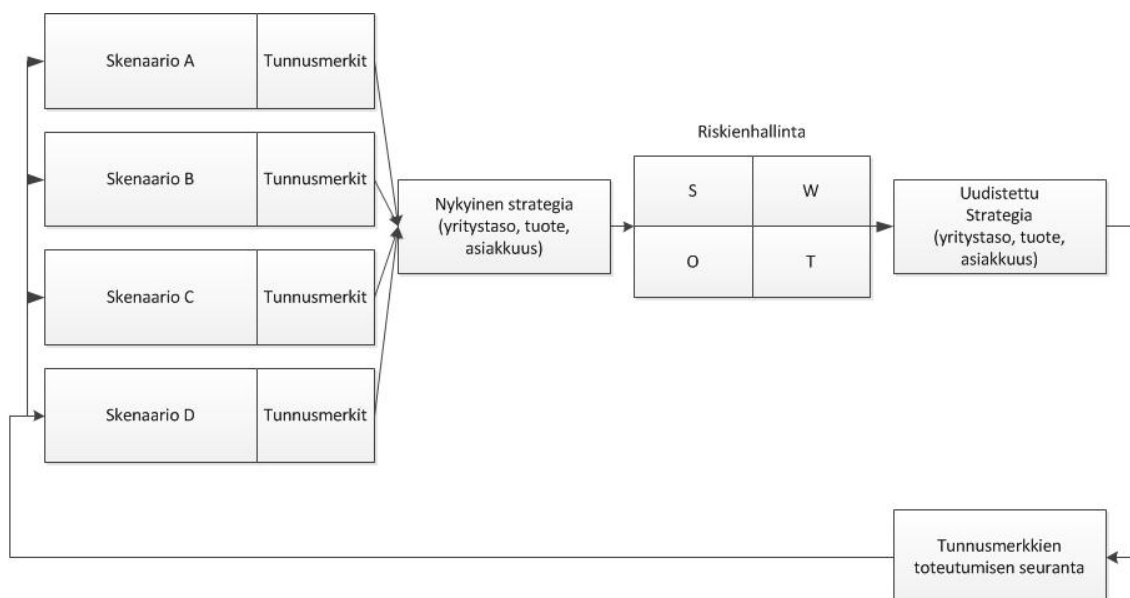 Skenaario A
Tunnusmerkit
Skenaario B
Tunnusmerkit
Skenaario C
Tunnusmerkit
Skenaario D
Tunnusmerkit
Nykyinen strategia
(yritystaso, tuote,
asiakkuus)
Riskienhallinta
S
W
O
T
Uudistettu
Strategia
(yritystaso, tuote,
asiakkuus)
Tunnusmerkkien
toteutumisen seuranta